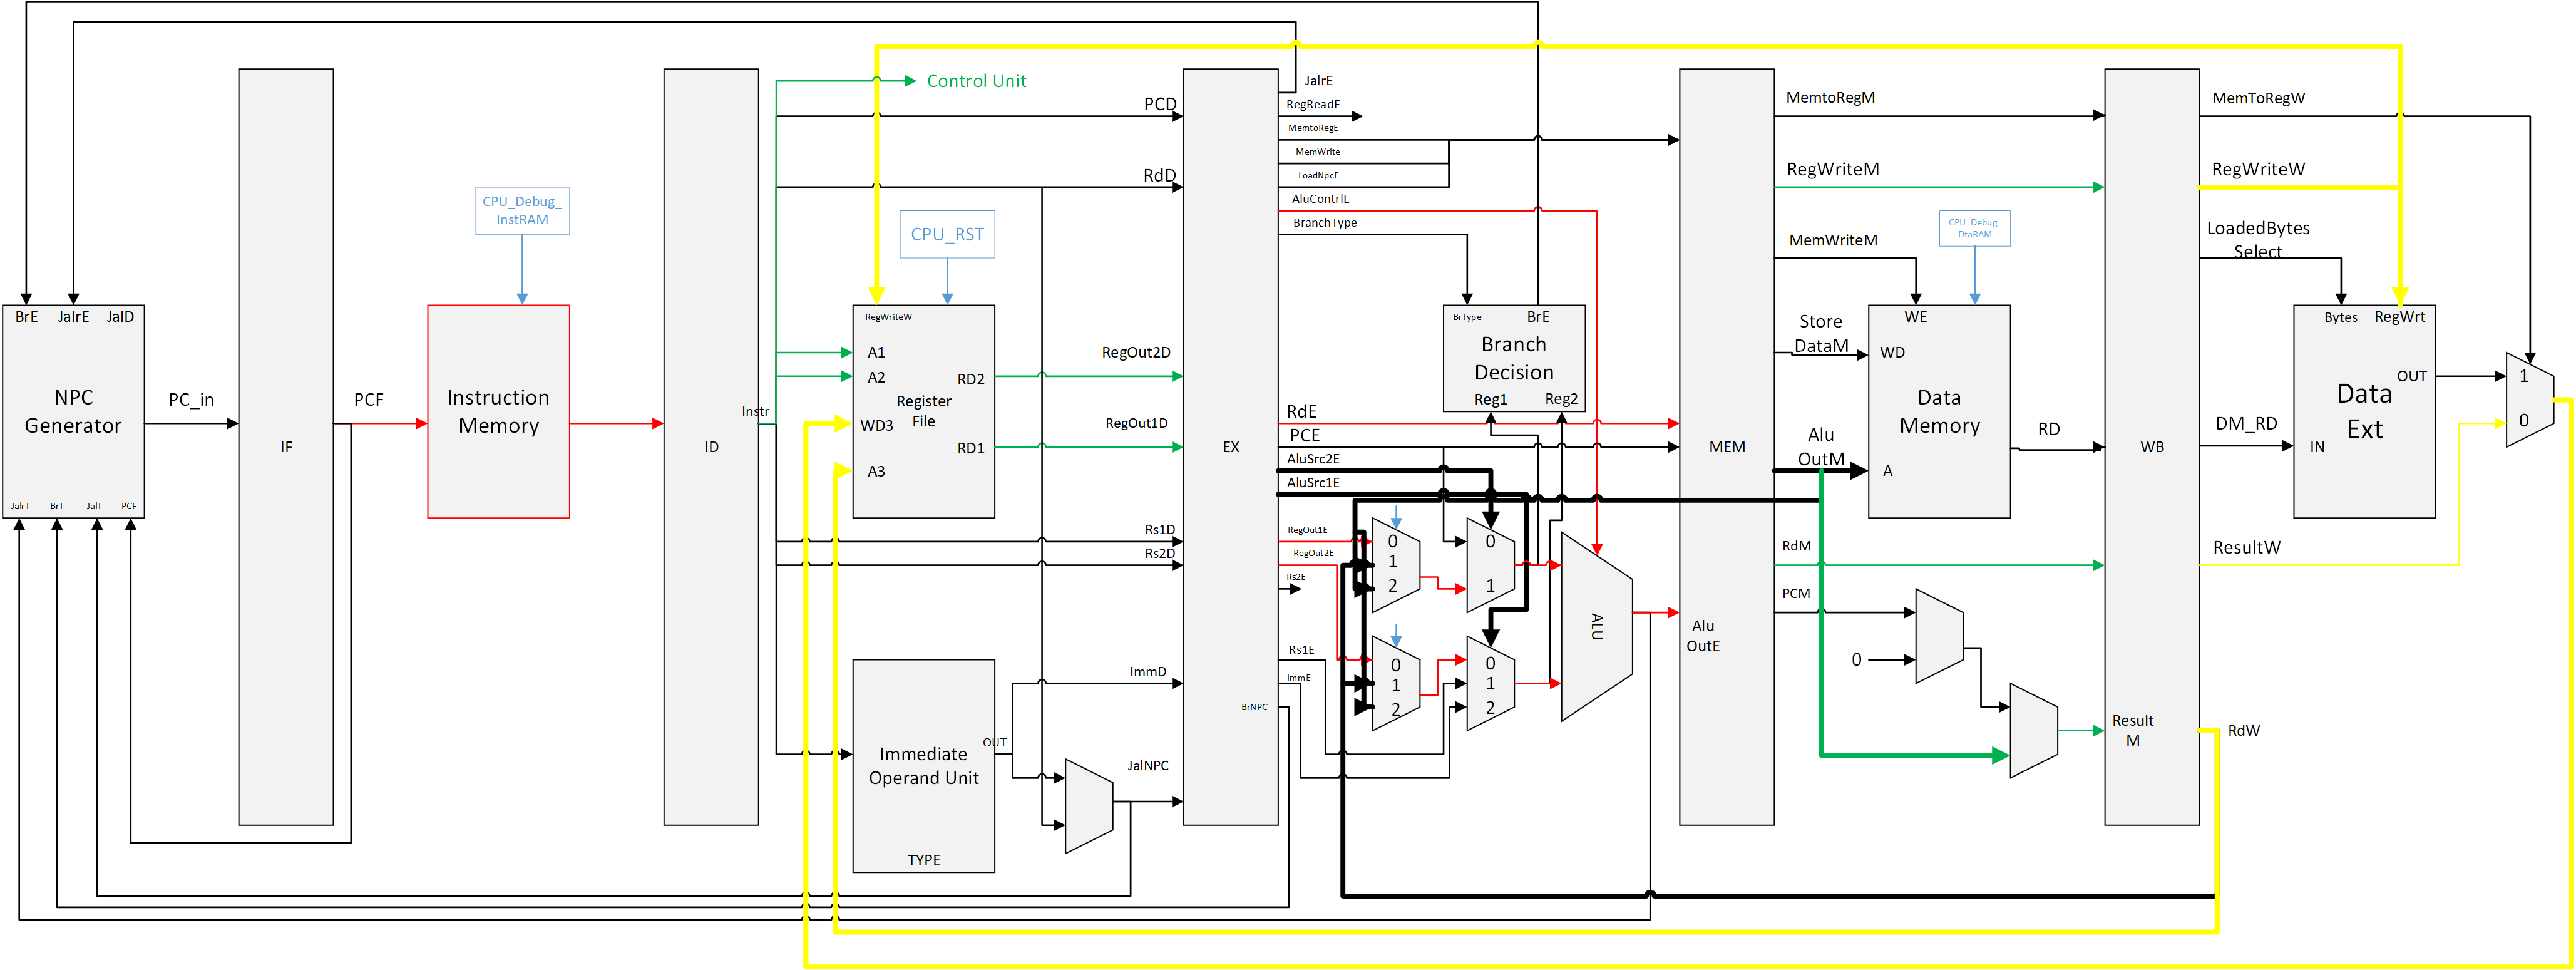 BrE
JalrE
JalD
NPC
Generator
JalrT
BrT
JalT
PCF
PC_in
IF
PCF
CPU_Debug_
InstRAM
Instruction
Memory
ID
Instr
Control Unit
PCD
RdD
CPU_RST
RegWriteW
A1
A2
WD3
A3
RD2
Register
File
RD1
RegOut2D
RegOut1D
Rs1D
Rs2D
ImmD
OUT
Immediate
Operand Unit
TYPE
JalNPC
EX
BrNPC
JalrE
RegReadE
MemtoRegE
MemWrite
LoadNpcE
AluContrlE
BranchType
BrType
BrE
Branch
Decision
Reg1
Reg2
RdE
PCE
AluSrc2E
AluSrc1E
RegOut1E
RegOut2E
Rs2E
Rs1E
ImmE
0
1
2
0
1
0
1
2
0
1
2
ALU
MEM
Alu
OutE
MemtoRegM
RegWriteM
MemWriteM
CPU_Debug_
DtaRAM
Store
DataM
Alu
OutM
WE
WD
Data
Memory
A
RD
RdM
PCM
0
WB
Result
M
MemToRegW
RegWriteW
LoadedBytes
Select
DM_RD
ResultW
RdW
Bytes
RegWrt
OUT
Data
Ext
IN
1
0